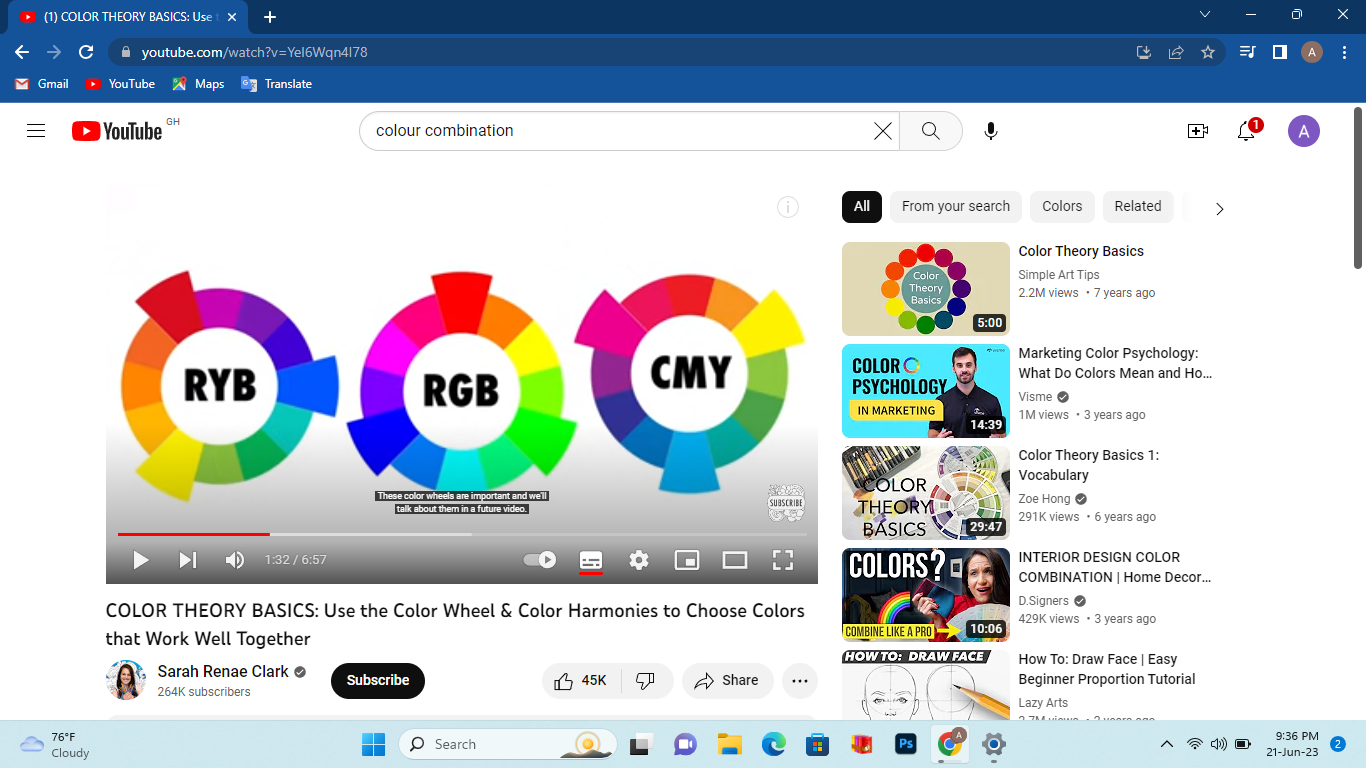 (1) COLOR THEORY BASICS: Use t
youtube.com/watch?v=YeI6Wqn4I78
A
Gmail
YouTube
Maps
Translate
YouTube GH
colour combination
1
A
All
From your search
Colors
Related
RYB
RGB
CMY
These color wheels are important and we'll
talk about them in a future video.
SUBSCRIBE
1:32 / 6:57
COLOR THEORY BASICS: Use the Color Wheel & Color Harmonies to Choose Colors
that Work Well Together
Sarah Renae Clark
264K subscribers
Subscribe
45K
Share
Color
Theory
Basics
5:00
Color Theory Basics
Simple Art Tips
2.2M views • 7 years ago
COLOR
PSYCHOLOGY
IN MARKETING
14:39
Marketing Color Psychology:
What Do Colors Mean and Ho...
Visme
1M views • 3 years ago
COLOR
THEORY
BASICS
29:47
Color Theory Basics 1:
Vocabulary
Zoe Hong
291K views • 6 years ago
COLORS?
COMBINE LIKE A PRO
10:06
INTERIOR DESIGN COLOR
COMBINATION | Home Decor...
D.Signers
429K views • 3 years ago
HOW TO: DRAW FACE
How To: Draw Face | Easy
Beginner Proportion Tutorial
Lazy Arts
2.7M views • 2 years ago
76°F
Cloudy
Search
Ps
A
9:36 PM
21-Jun-23
2